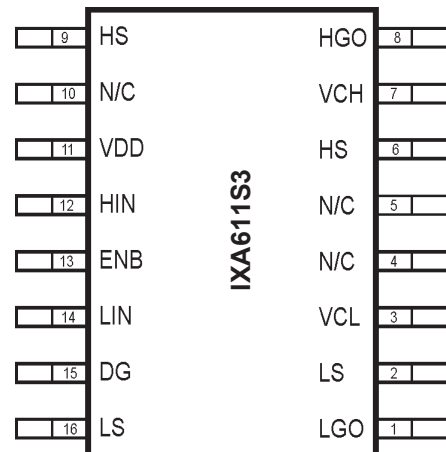 9 HS HGO 8
10 N/C VCH 7
11 VDD HS 6
12 HIN N/C 5
13 ENB N/C 4
14 LIN VCL 3
15 DG LS 2
16 LS LGO 1
IXA611S3